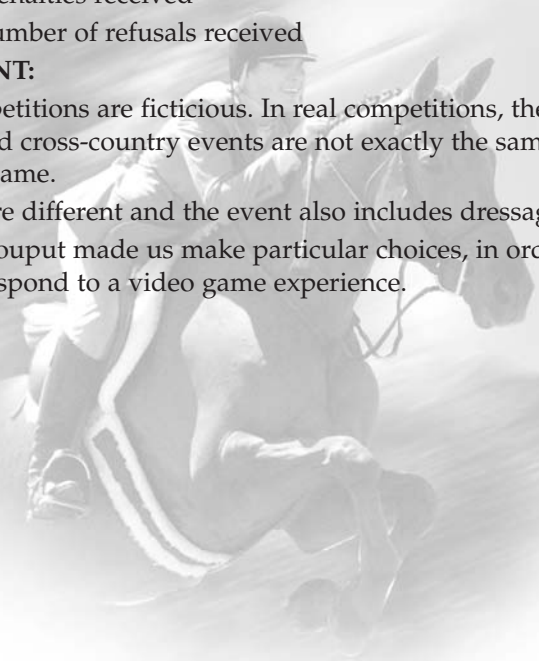 enalties received
umber of refusals received
NT:
petitions are ficticious. In real competitions, the
d cross-country events are not exactly the sam
ame.
re different and the event also includes dressag
ouput made us make particular choices, in ord
spond to a video game experience.